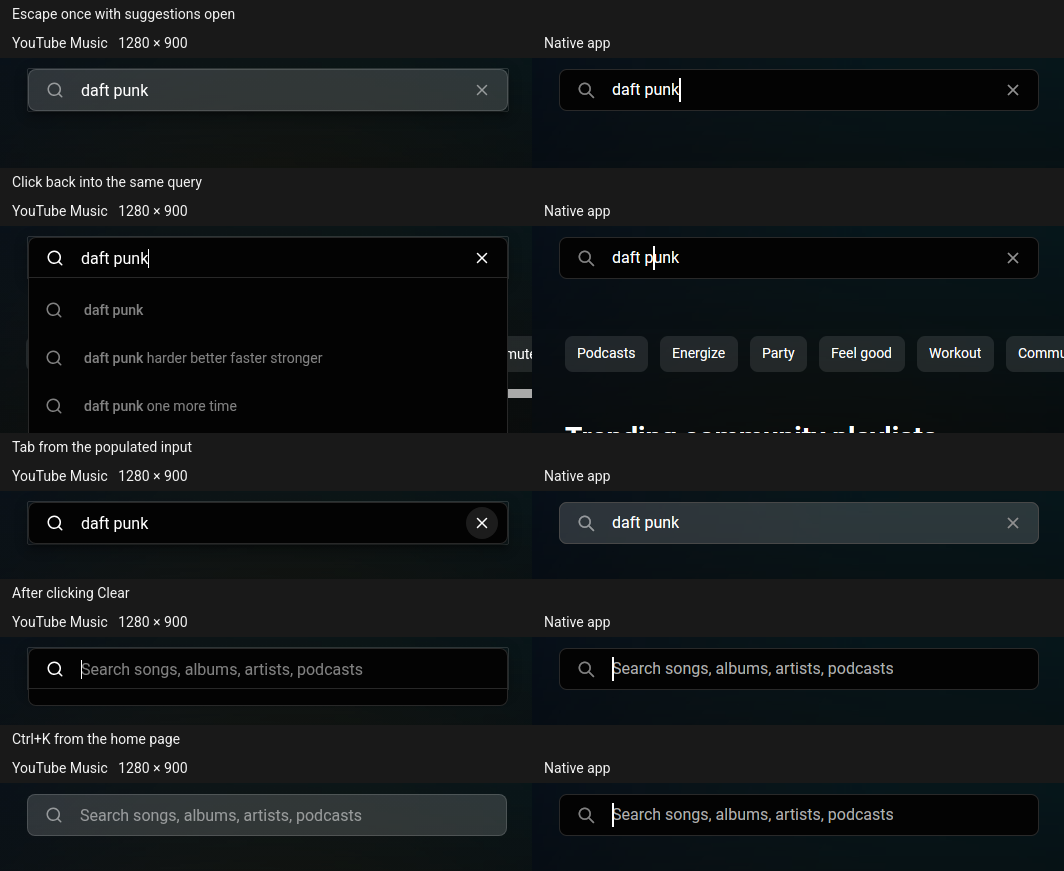 Escape once with suggestions open
YouTube Music 1280 × 900
Native app
daft punk
daft punk
Click back into the same query
YouTube Music 1280 × 900
Native app
daft punk
daft punk
daft punk
daft punk harder better faster stronger
mute
Podcasts
Energize
Party
Feel good
Workout
Commu
daft punk one more time
Trending community playlists
Tab from the populated input
YouTube Music 1280 × 900
Native app
daft punk
daft punk
After clicking Clear
YouTube Music 1280 × 900
Native app
Search songs, albums, artists, podcasts
Search songs, albums, artists, podcasts
Ctrl+K from the home page
YouTube Music 1280 × 900
Native app
Search songs, albums, artists, podcasts
Search songs, albums, artists, podcasts